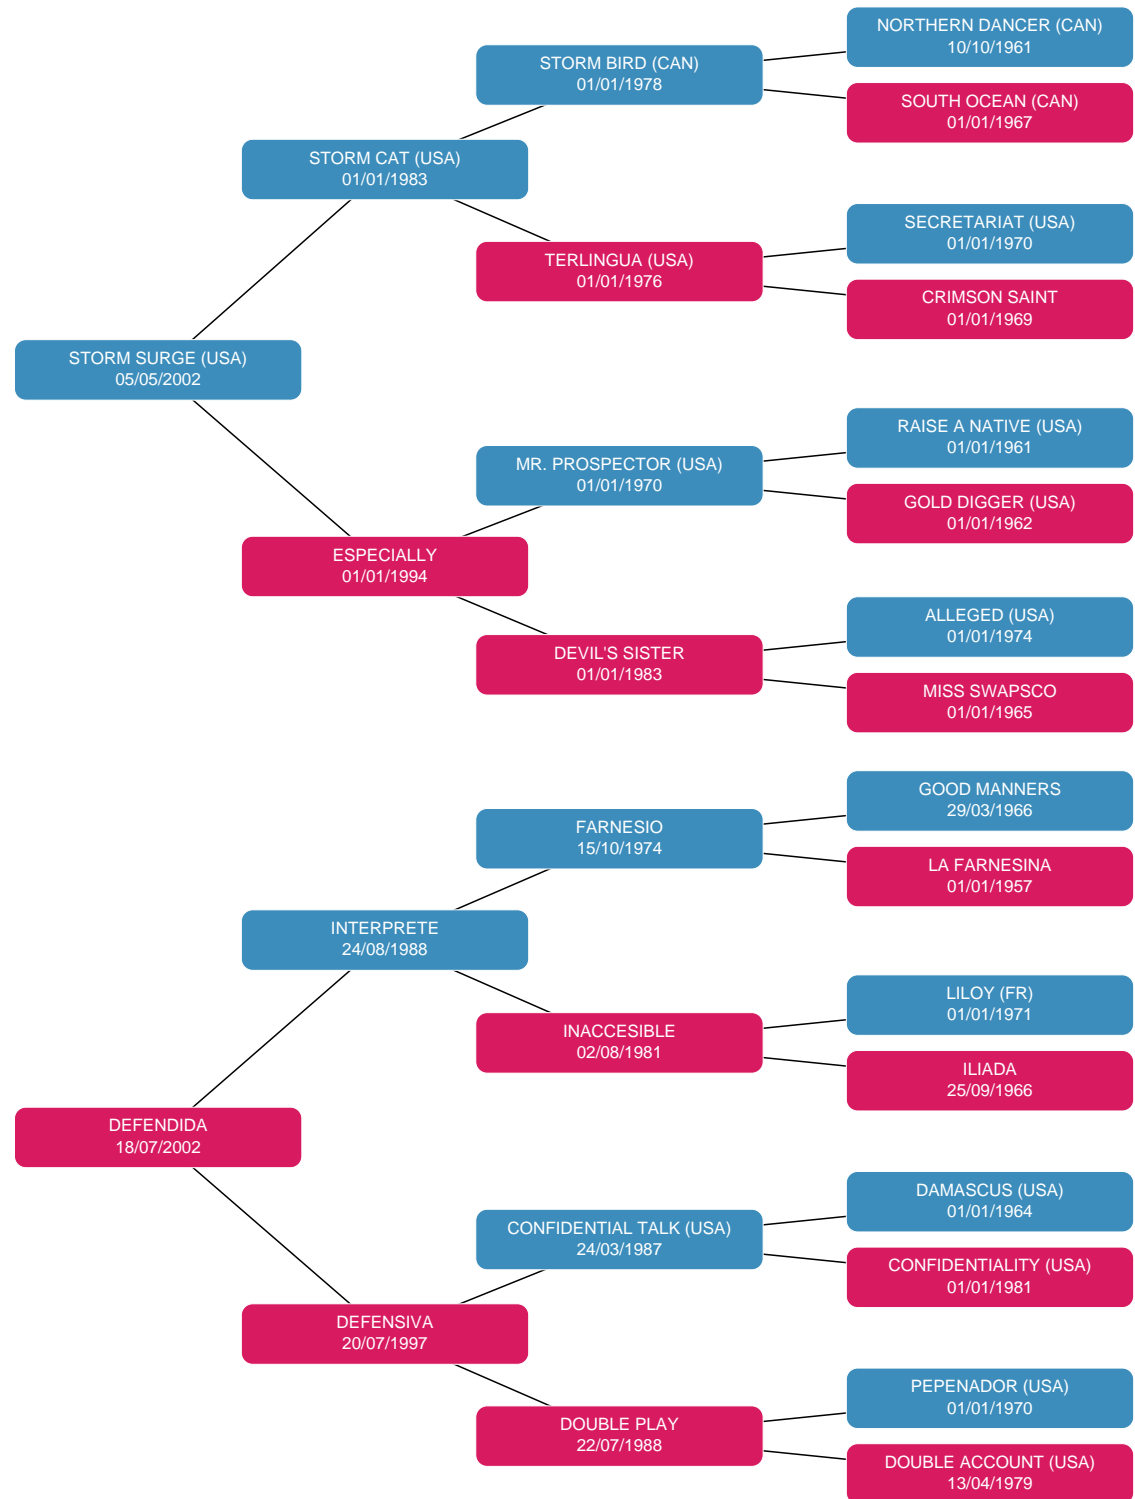 NORTHERN DANCER (CAN)
10/10/1961
STORM BIRD (CAN)
01/01/1978
SOUTH OCEAN (CAN)
01/01/1967
STORM CAT (USA)
01/01/1983
SECRETARIAT (USA)
01/01/1970
TERLINGUA (USA)
01/01/1976
CRIMSON SAINT
01/01/1969
STORM SURGE (USA)
05/05/2002
RAISE A NATIVE (USA)
01/01/1961
MR. PROSPECTOR (USA)
01/01/1970
GOLD DIGGER (USA)
01/01/1962
ESPECIALLY
01/01/1994
ALLEGED (USA)
01/01/1974
DEVIL'S SISTER
01/01/1983
MISS SWAPSCO
01/01/1965
GOOD MANNERS
29/03/1966
FARNESIO
15/10/1974
LA FARNESINA
01/01/1957
INTERPRETE
24/08/1988
LILOY (FR)
01/01/1971
INACCESIBLE
02/08/1981
ILIADA
25/09/1966
DEFENDIDA
18/07/2002
DAMASCUS (USA)
01/01/1964
CONFIDENTIAL TALK (USA)
24/03/1987
CONFIDENTIALITY (USA)
01/01/1981
DEFENSIVA
20/07/1997
PEPENADOR (USA)
01/01/1970
DOUBLE PLAY
22/07/1988
DOUBLE ACCOUNT (USA)
13/04/1979